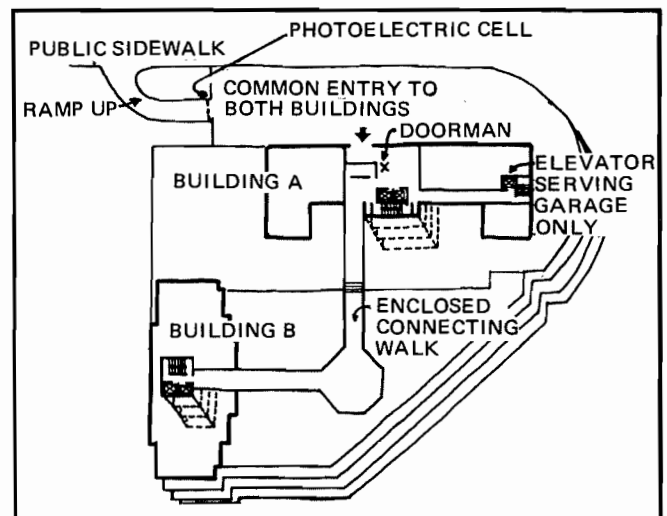 PHOTOELECTRIC CELL
PUBLIC SIDEWALK
RAMP UP
COMMON ENTRY TO
BOTH BUILDINGS
DOORMAN
X
BUILDING A
ELEVATOR
SERVING
GARAGE
ONLY
ENCLOSED
CONNECTING
WALK
BUILDING B